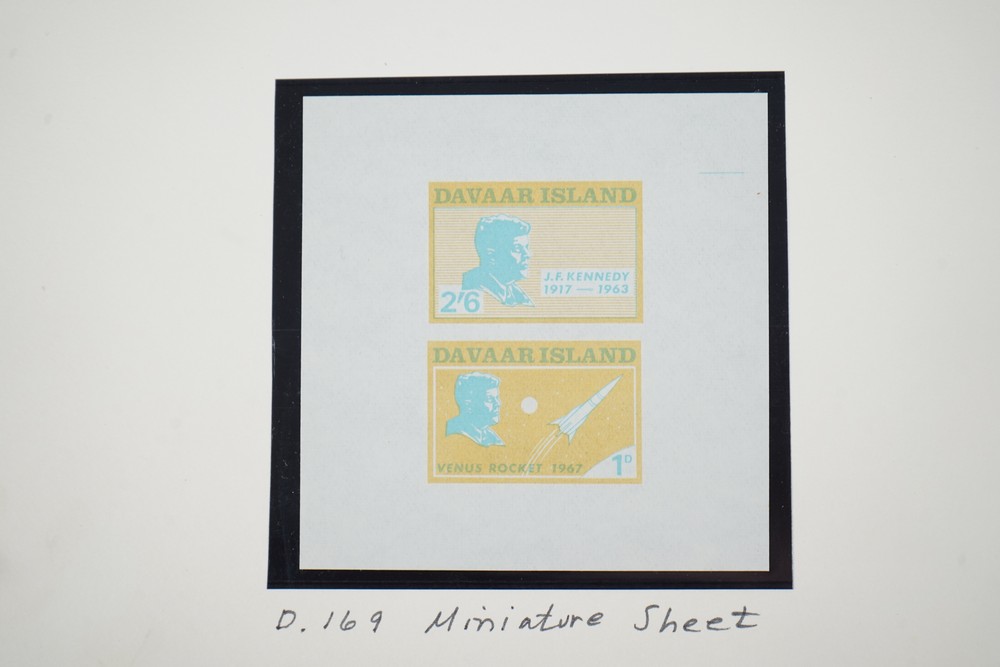 DAVAAR ISLAND
J.F. KENNEDY
1917 — 1963
2'6
DAVAAR ISLAND
VENUS ROCKET 1967
1D
D.169 Miniature Sheet